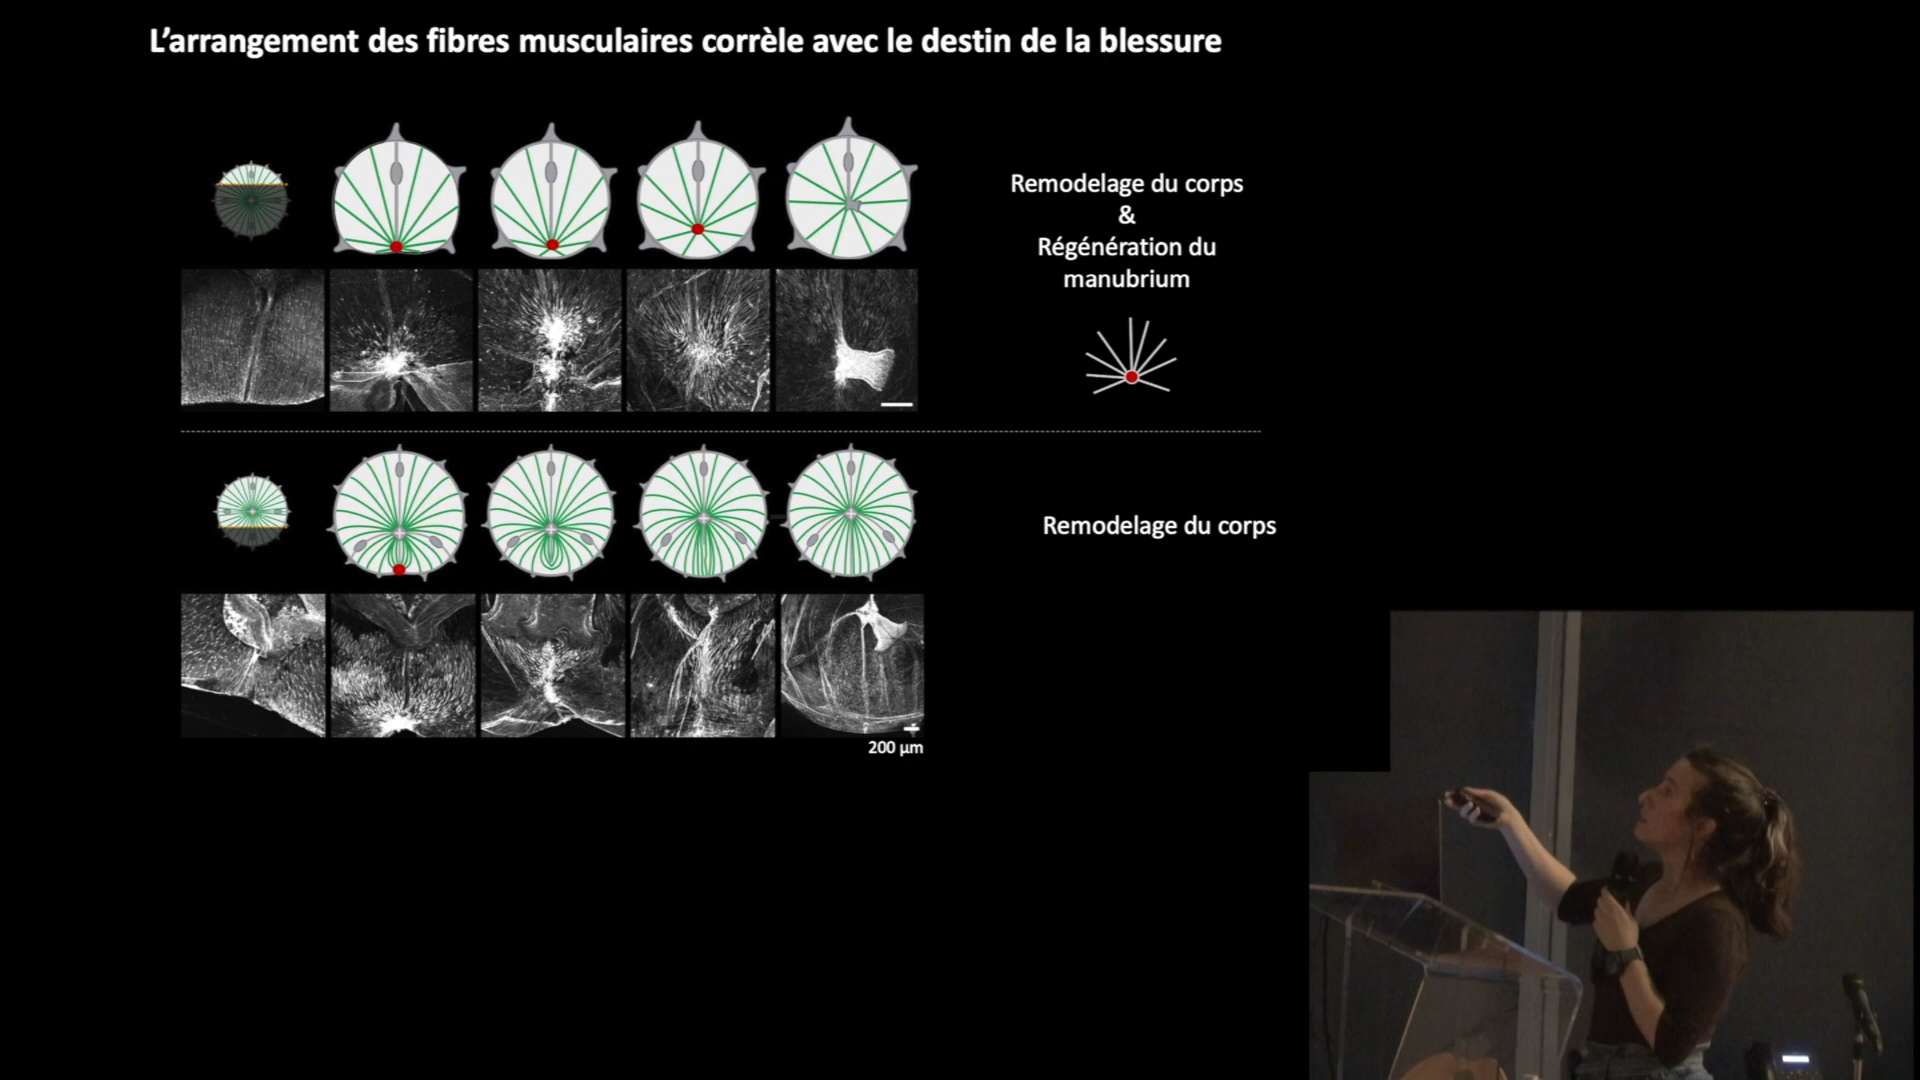 L’arrangement des fibres musculaires corrèle avec le destin de la blessure
Remodelage du corps
&
Régénération du
manubrium
Remodelage du corps
200 µm